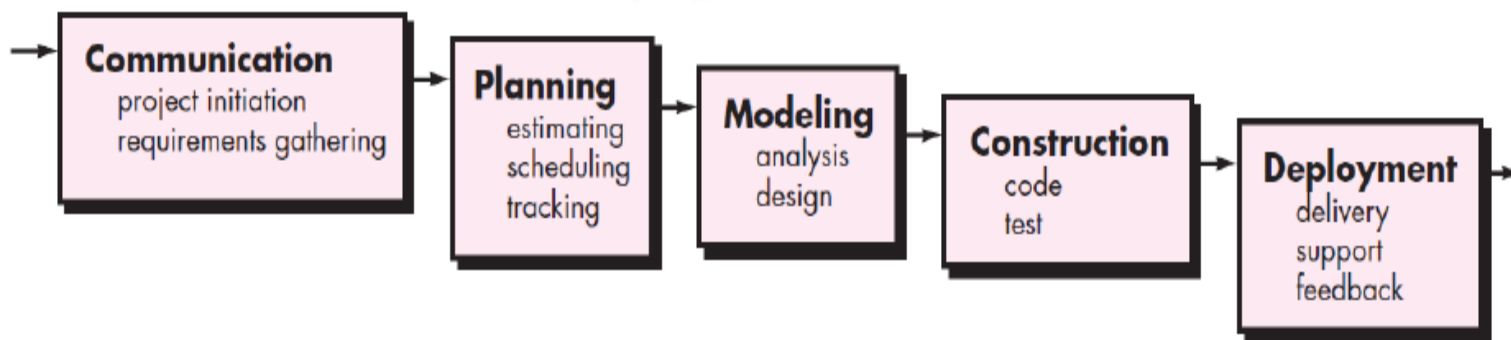 Communication
project initiation
requirements gathering
Planning
estimating
scheduling
tracking
Modeling
analysis
design
Construction
code
test
Deployment
delivery
support
feedback